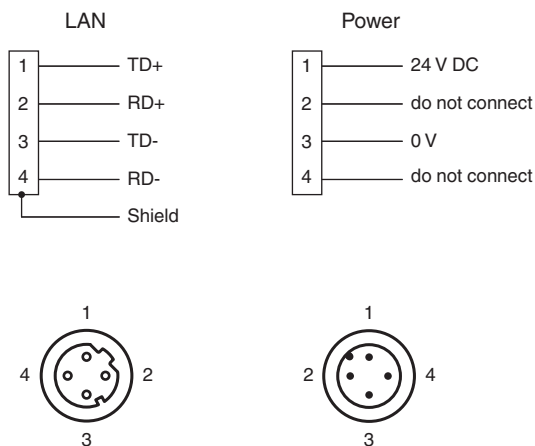 LAN
1 TD+
2 RD+
3 TD-
4 RD-
Shield
Power
1 24 V DC
2 do not connect
3 0 V
4 do not connect
1
4 2
3
1
2 4
3